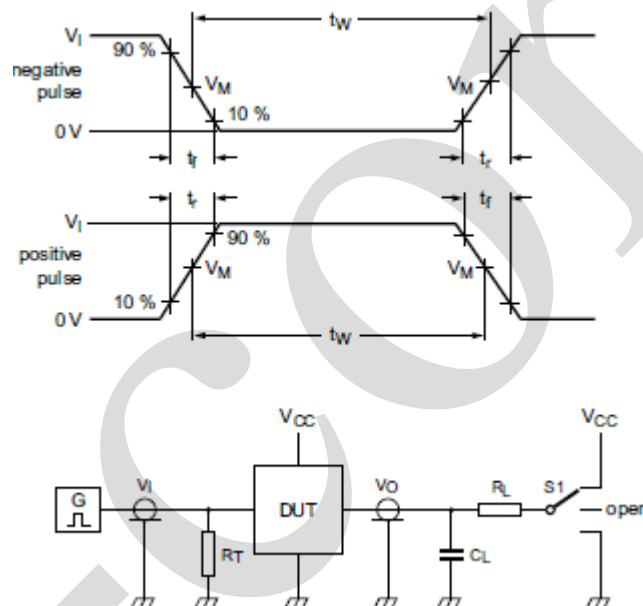 tW
VI
90 %
negative
pulse
VM
VM
10 %
0 V
tf
tr
tr
tf
VI
90 %
positive
pulse
VM
VM
10 %
0 V
tW
VCC
VCC
G
VI
DUT
VO
RL
S1
open
RT
CL